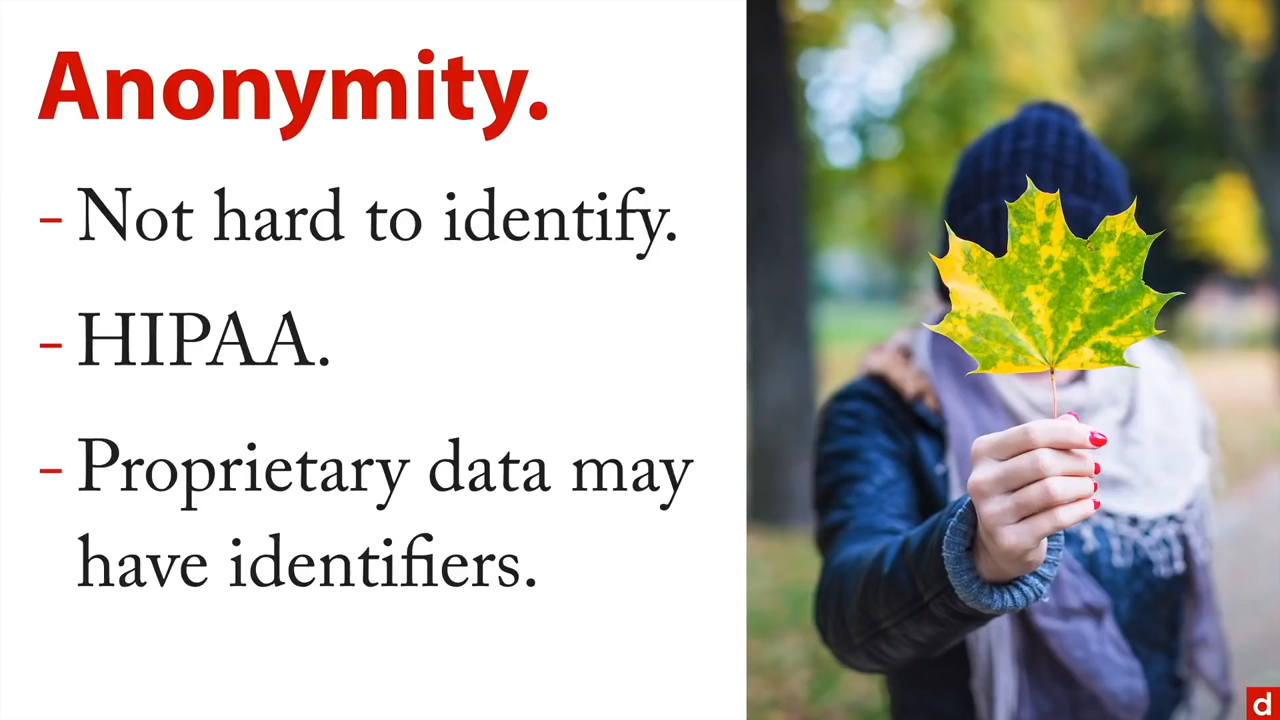 Anonymity.
- Not hard to identify.
- HIPAA.
- Proprietary data may
have identifiers.
d